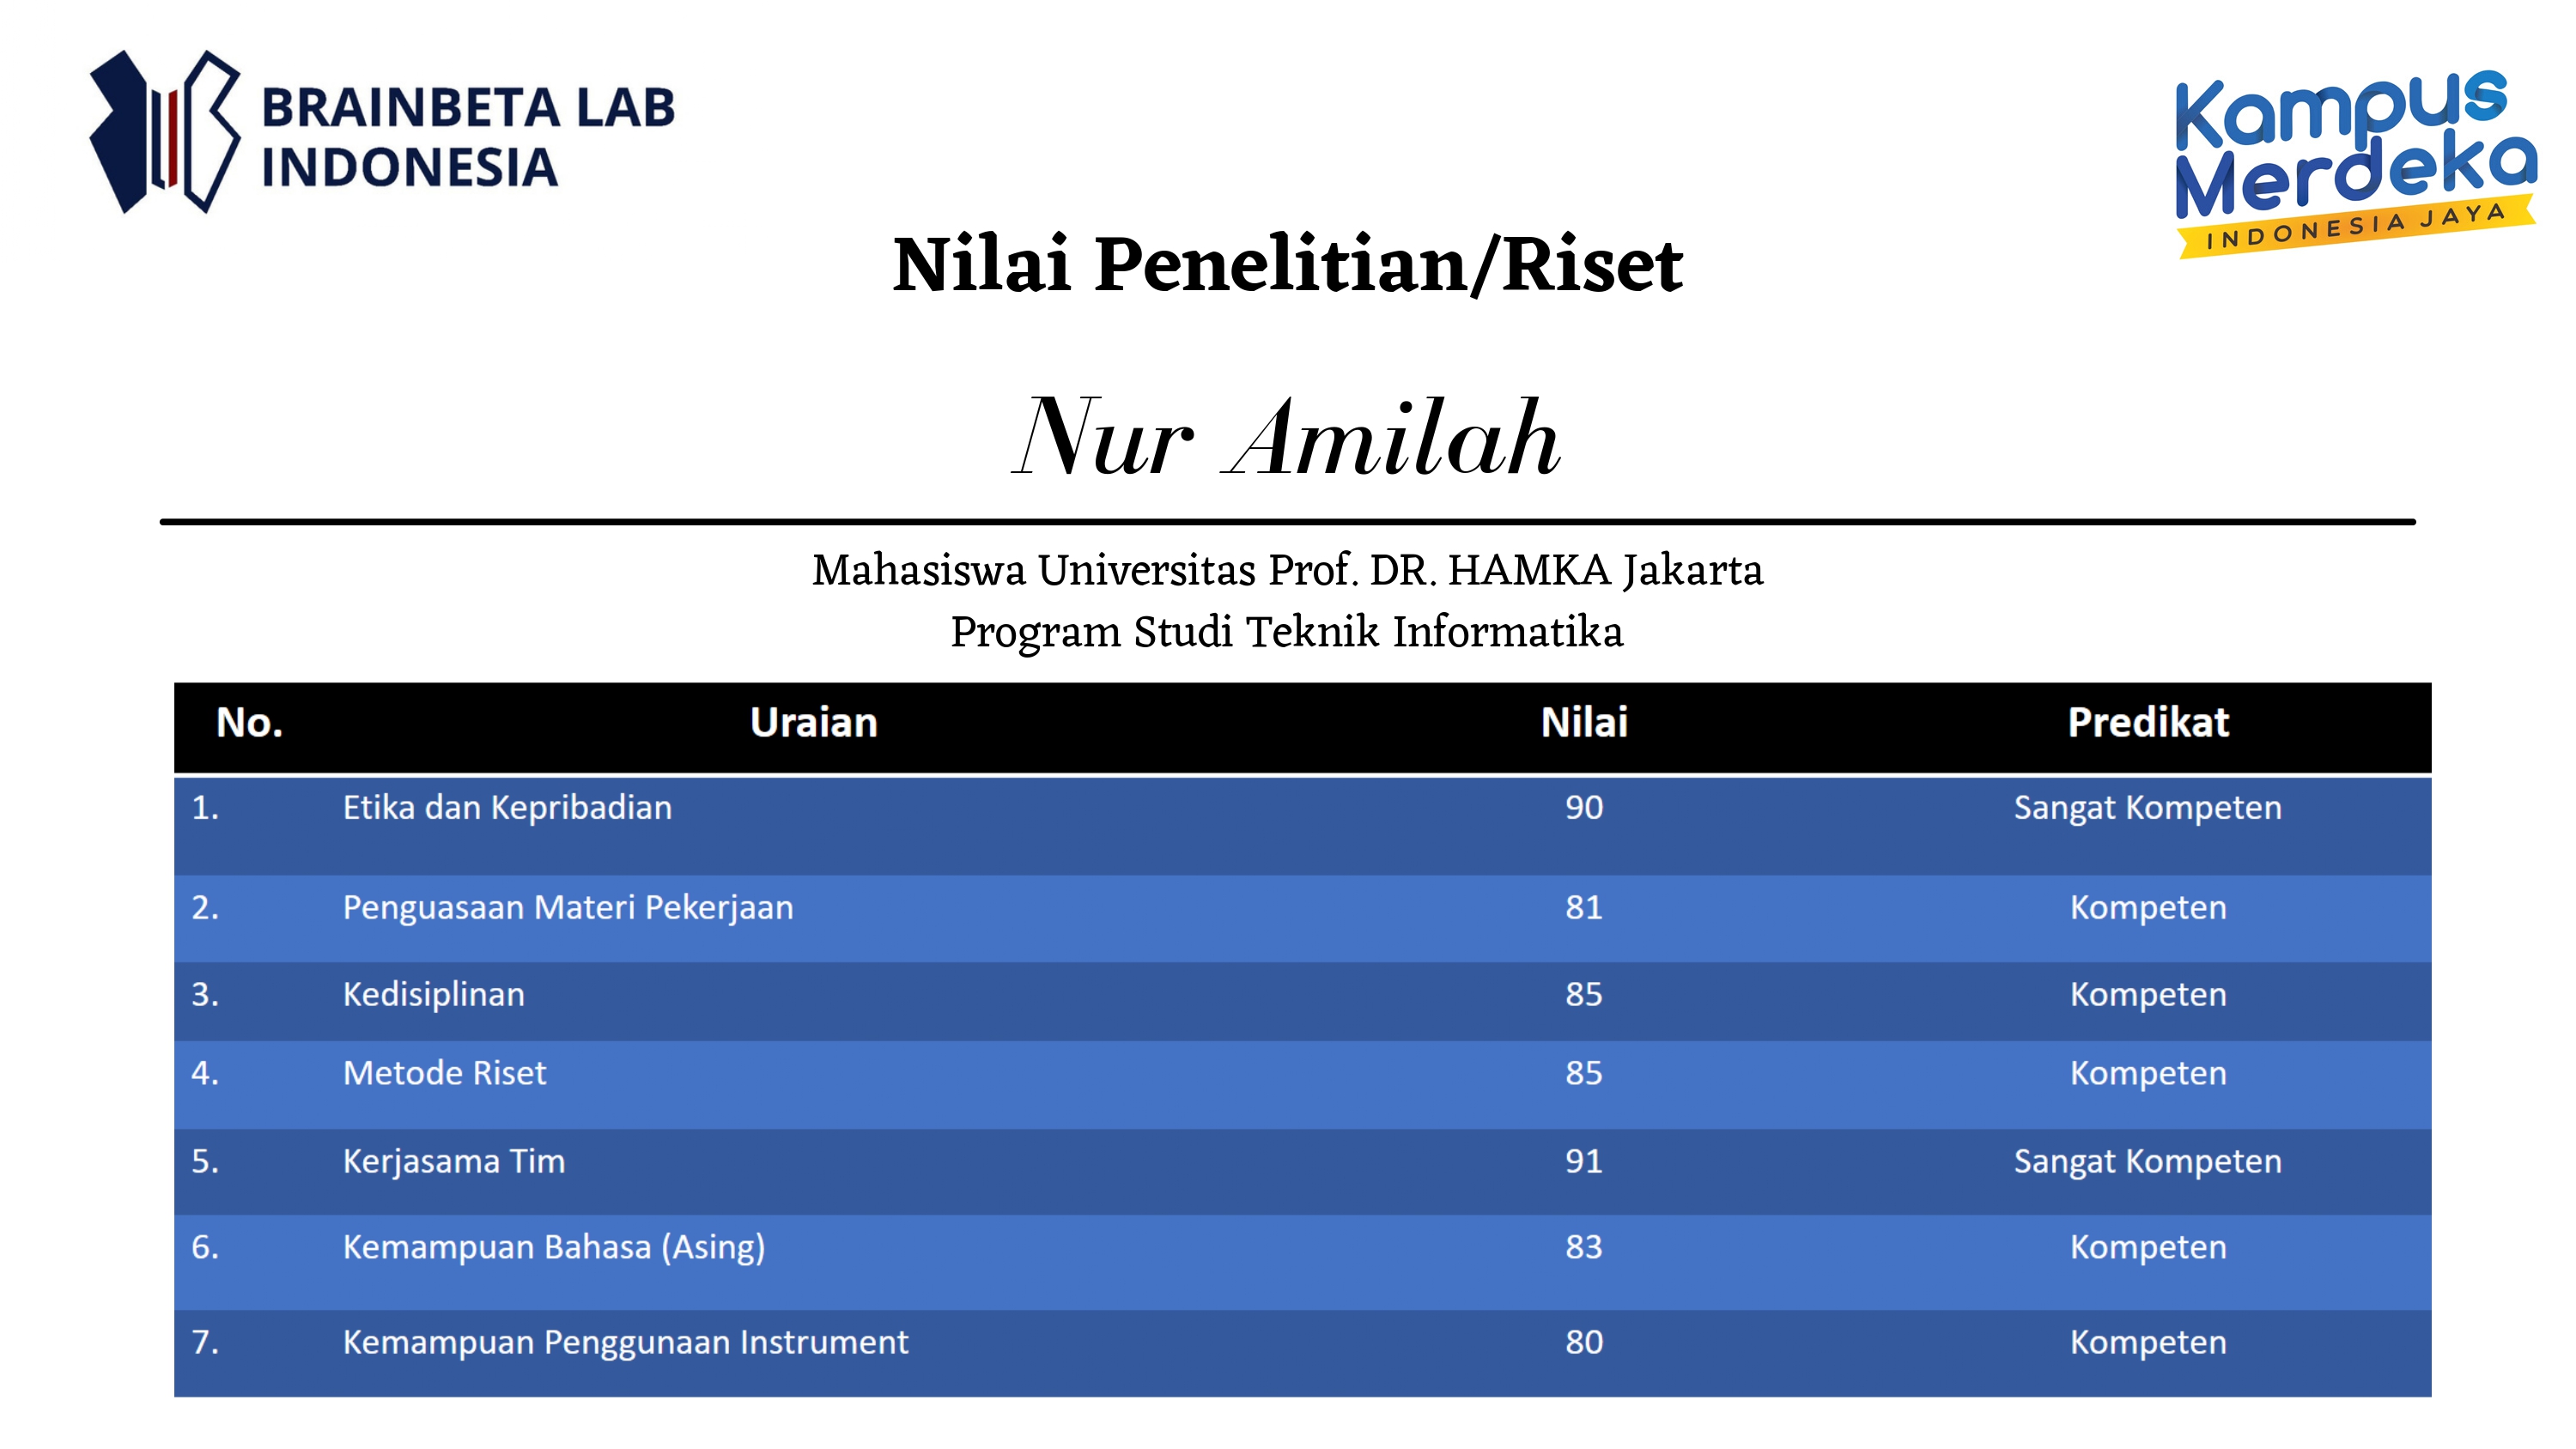 BRAINBETA LAB
INDONESIA
Kampus
Merdeka
INDONESIA JAYA
Nilai Penelitian/Riset
Nur Amilah
Mahasiswa Universitas Prof. DR. HAMKA Jakarta
Program Studi Teknik Informatika
No. Uraian Nilai Predikat
1. Etika dan Kepribadian 90 Sangat Kompeten
2. Penguasaan Materi Pekerjaan 81 Kompeten
3. Kedisiplinan 85 Kompeten
4. Metode Riset 85 Kompeten
5. Kerjasama Tim 91 Sangat Kompeten
6. Kemampuan Bahasa (Asing) 83 Kompeten
7. Kemampuan Penggunaan Instrument 80 Kompeten